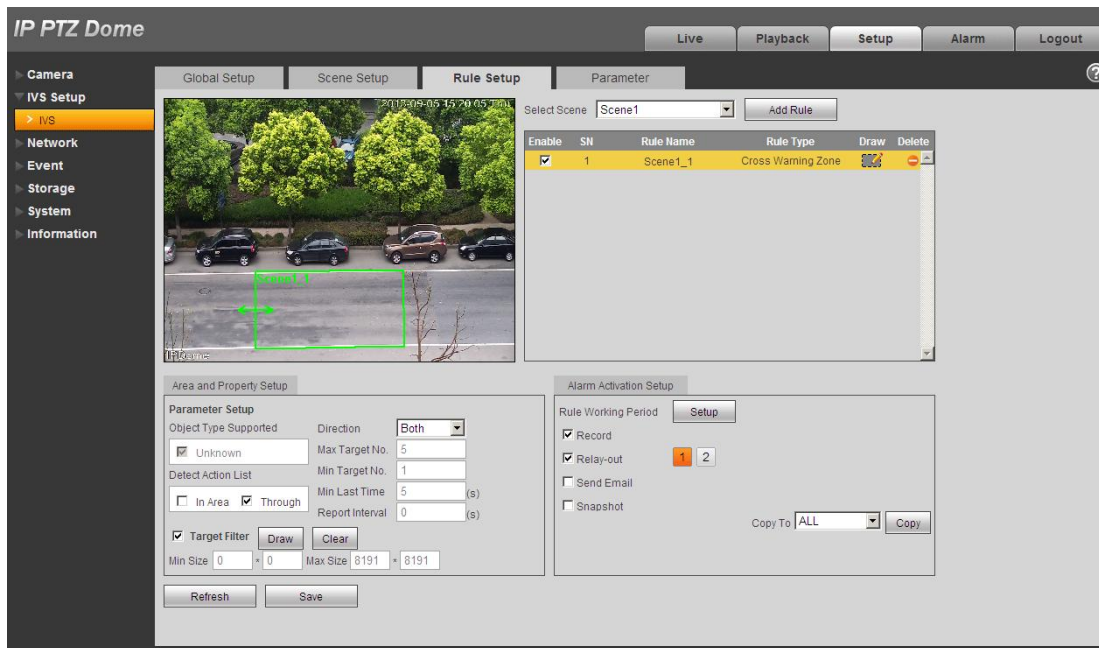 IP PTZ Dome
Live Playback Setup Alarm Logout
Camera
IVS Setup
> IVS
Network
Event
Storage
System
Information
Global Setup Scene Setup Rule Setup Parameter
?
Scene1_1
Select Scene Scene1 Add Rule
Enable SN Rule Name Rule Type Draw Delete
1 Scene1_1 Cross Warning Zone
Area and Property Setup
Parameter Setup
Object Type Supported
Unknown
Detect Action List
In Area Through
Direction Both
Max Target No. 5
Min Target No. 1
Min Last Time 5 (s)
Report Interval 0 (s)
Target Filter Draw Clear
Min Size 0 * 0 Max Size 8191 * 8191
Refresh Save
Alarm Activation Setup
Rule Working Period Setup
Record
Relay-out 1 2
Send Email
Snapshot
Copy To ALL Copy